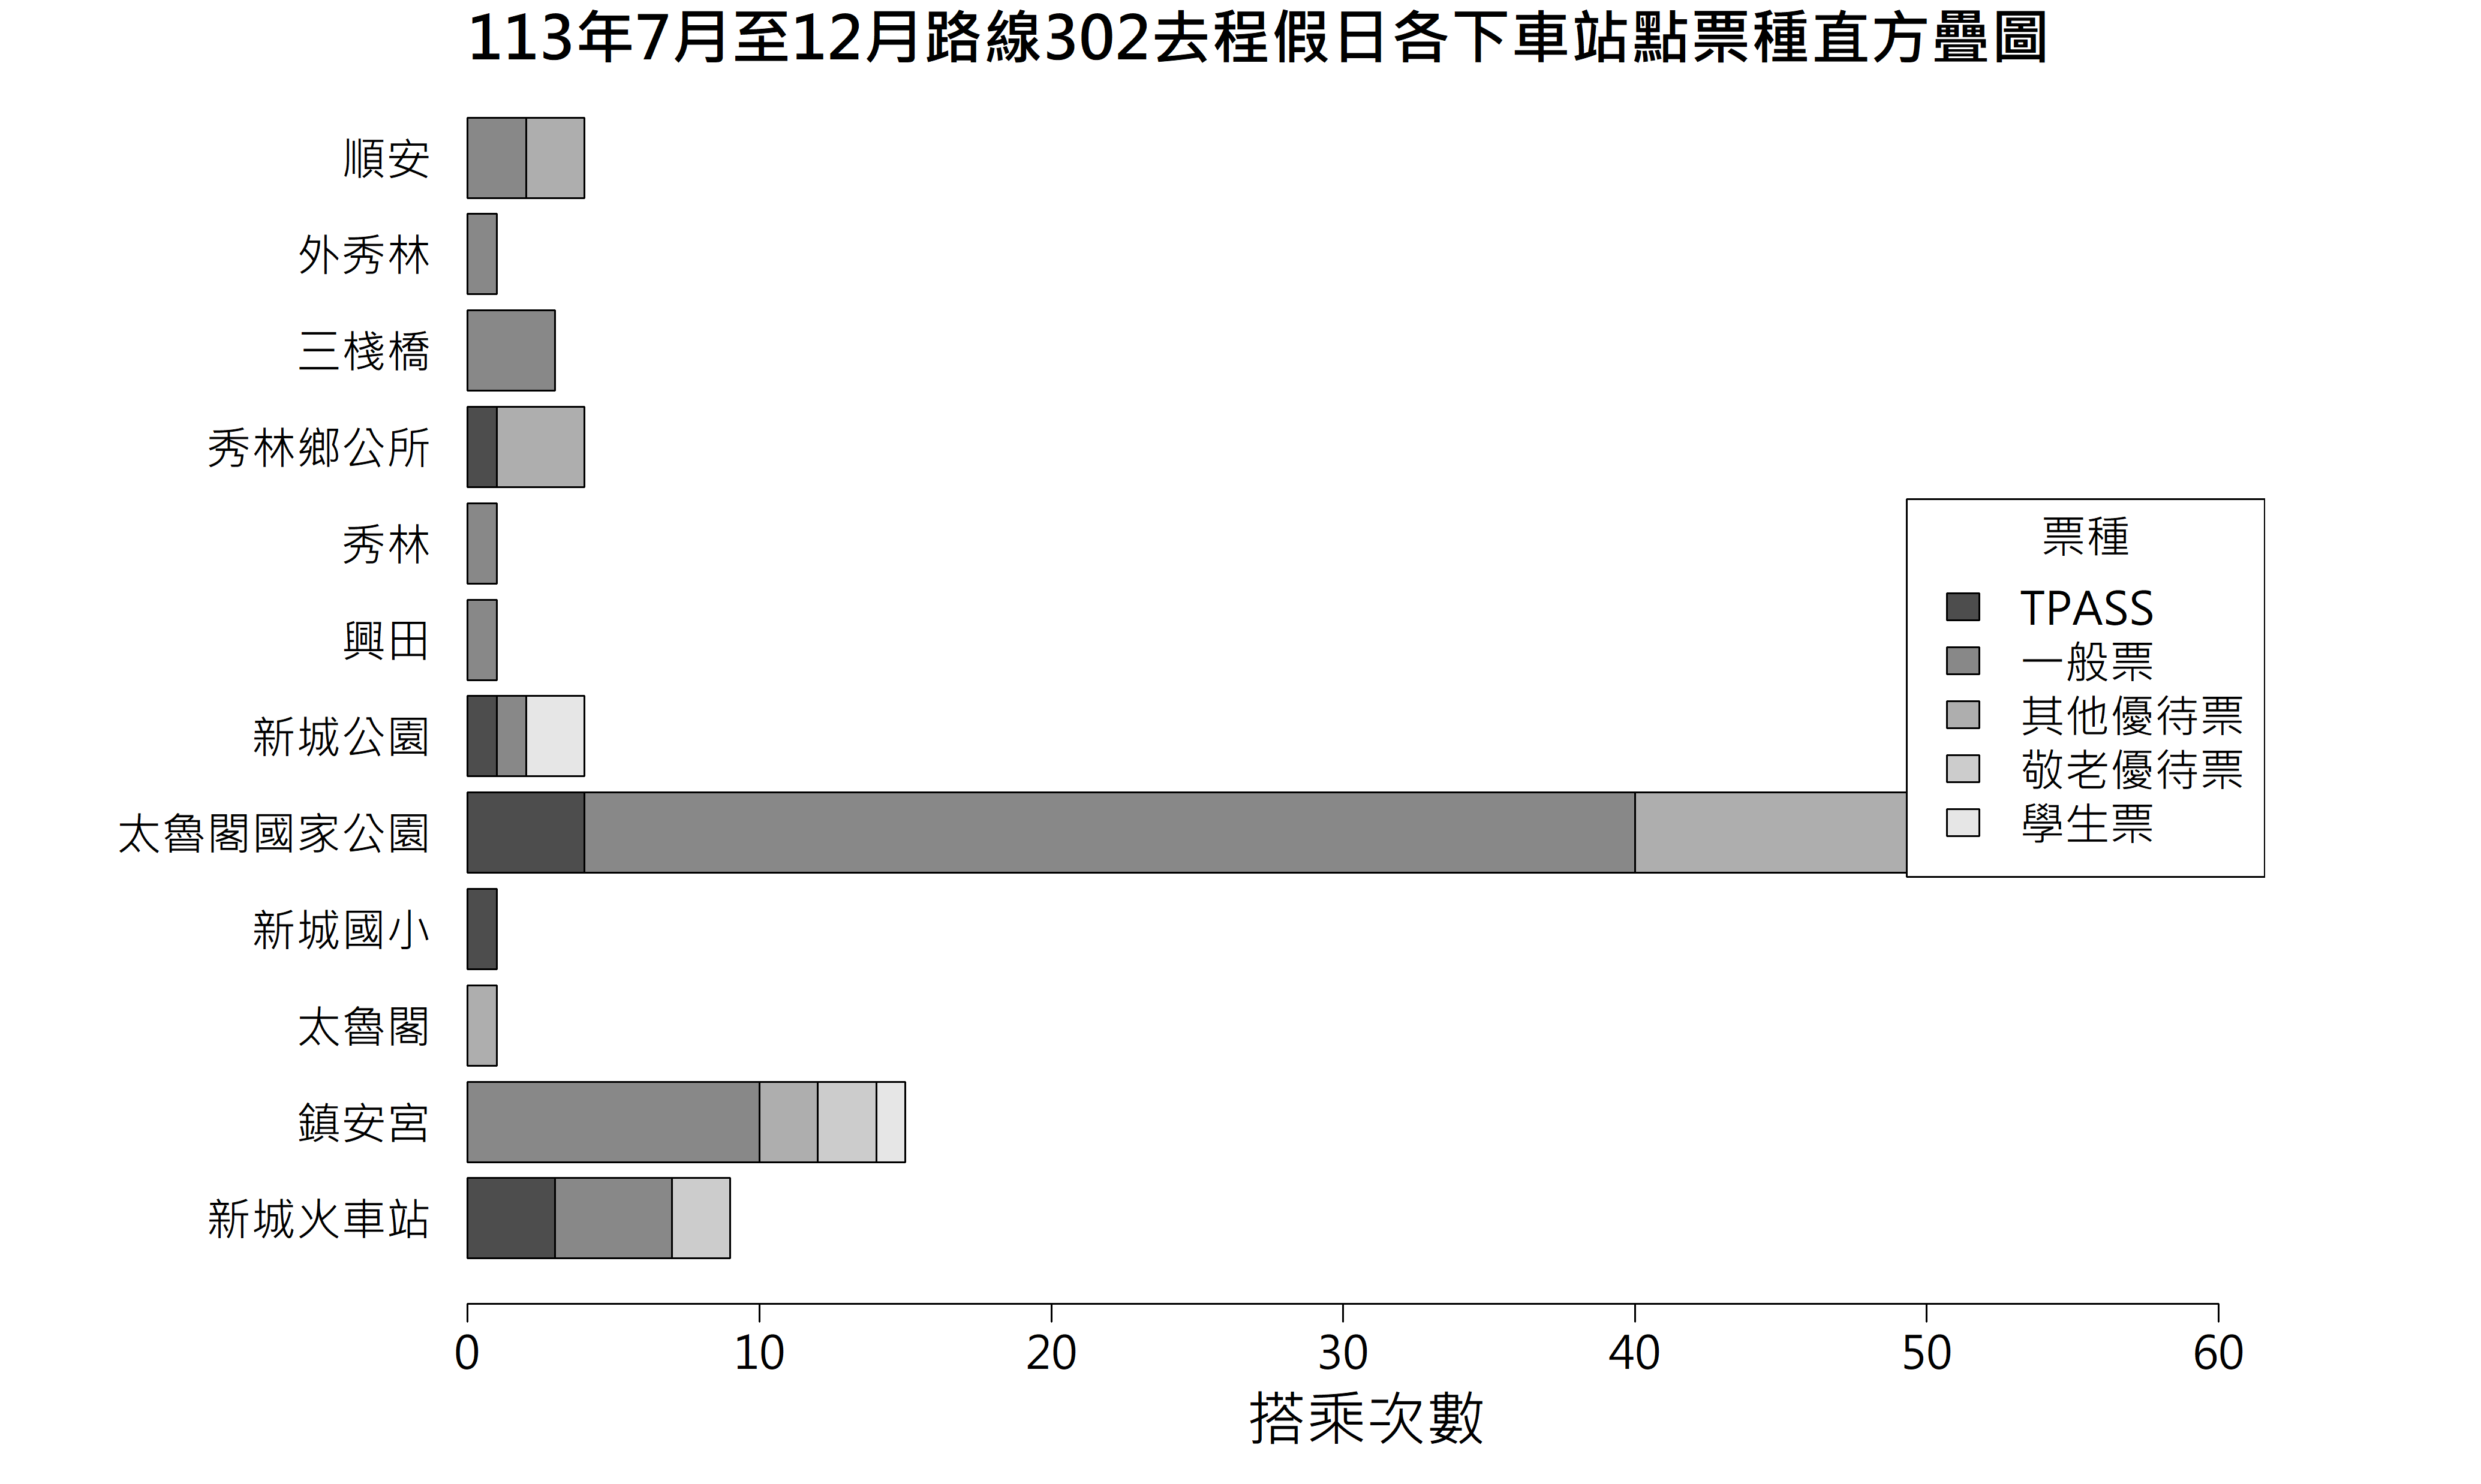 113年7月至12月路線302去程假日各下車站點票種直方疊圖
順安
外秀林
三棧橋
秀林鄉公所
秀林
興田
新城公園
太魯閣國家公園
新城國小
太魯閣
鎮安宮
新城火車站
票種
TPASS
一般票
其他優待票
敬老優待票
學生票
0 10 20 30 40 50 60
搭乘次數